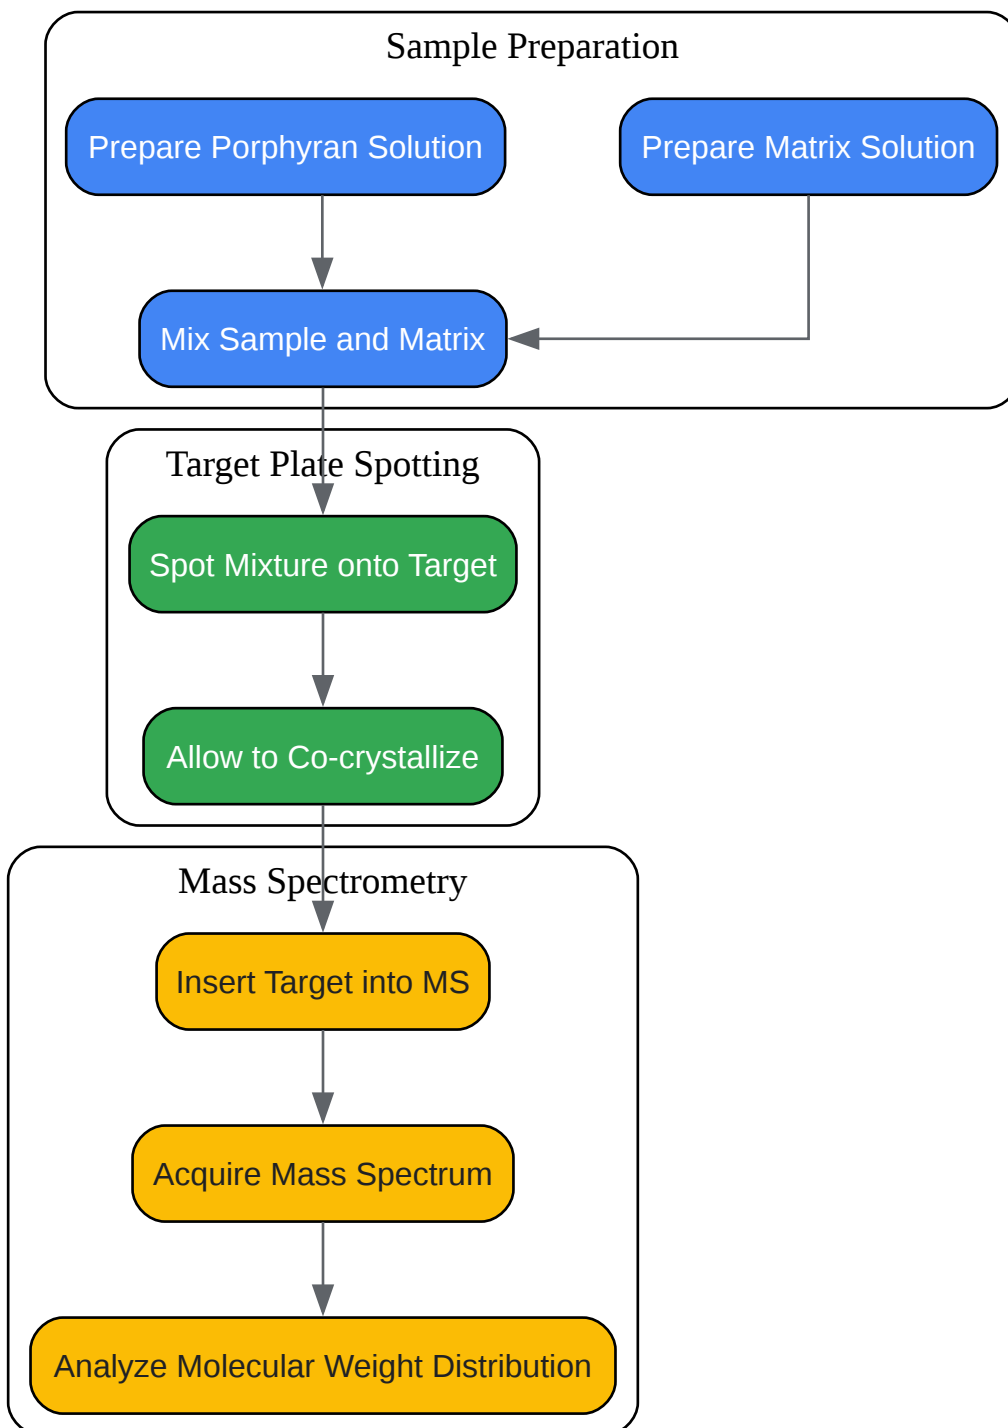 Sample Preparation
Prepare Porphyran Solution
Prepare Matrix Solution
Mix Sample and Matrix
Target Plate Spotting
Spot Mixture onto Target
Allow to Co-crystallize
Mass Spectrometry
Insert Target into MS
Acquire Mass Spectrum
Analyze Molecular Weight Distribution